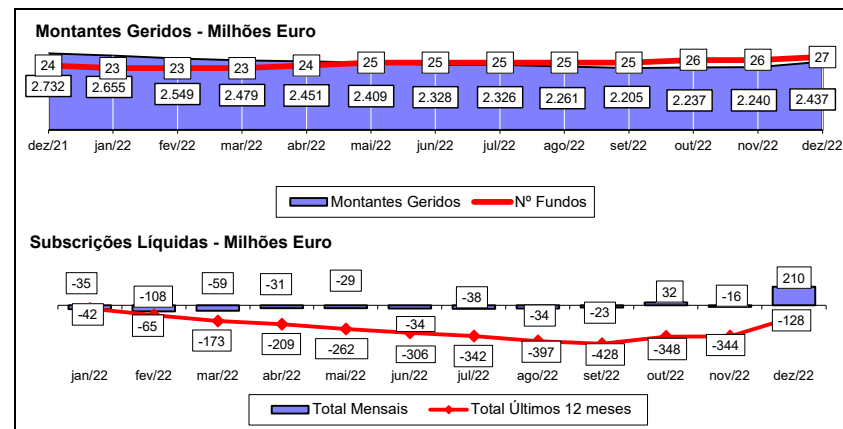 Montantes Geridos - Milhões Euro
24 23 23 23 24 25 25 25 25 25 26 26 27
2.732 2.655 2.549 2.479 2.451 2.409 2.328 2.326 2.261 2.205 2.237 2.240 2.437
dez/21 jan/22 fev/22 mar/22 abr/22 mai/22 jun/22 jul/22 ago/22 set/22 out/22 nov/22 dez/22
Montantes Geridos Nº Fundos
Subscrições Líquidas - Milhões Euro
-35 -108 -59 -31 -29 -34 -38 -34 -23 32 -16 210
-42 -65 -173 -209 -262 -306 -342 -397 -428 -348 -344 -128
jan/22 fev/22 mar/22 abr/22 mai/22 jun/22 jul/22 ago/22 set/22 out/22 nov/22 dez/22
Total Mensais Total Últimos 12 meses